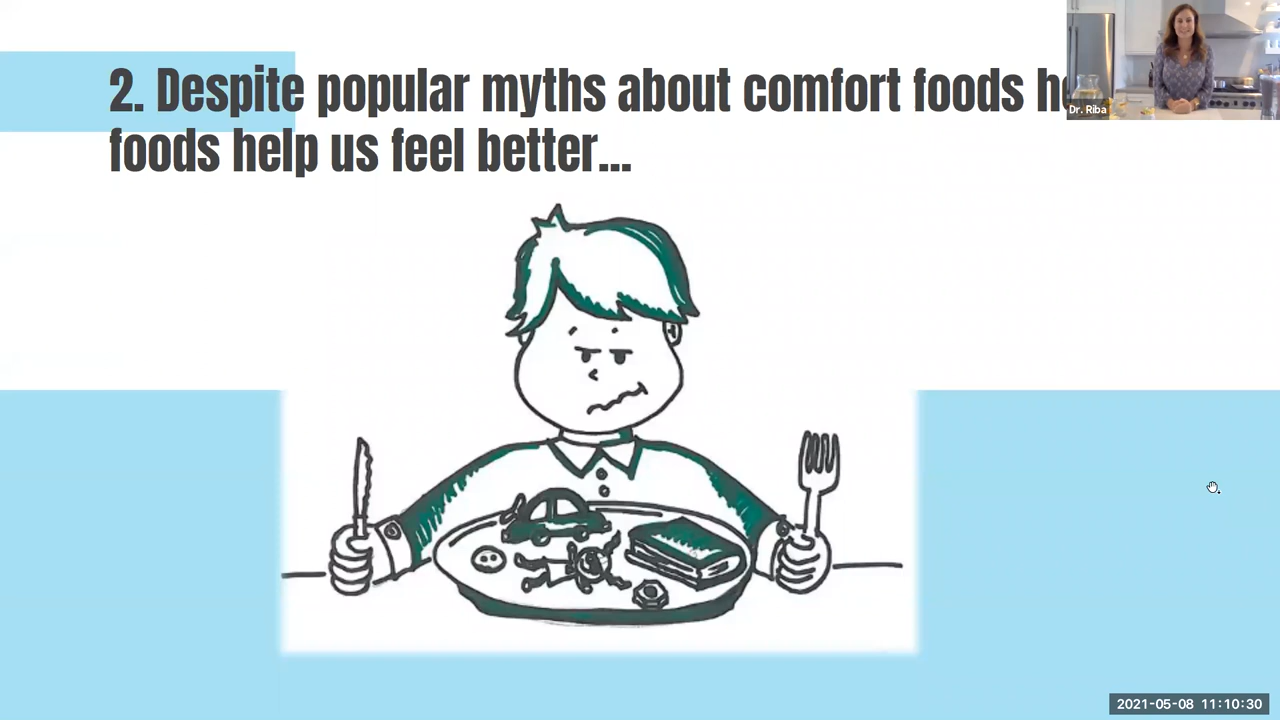 2. Despite popular myths about comfort foods
foods help us feel better...
Dr. Riba
2021-05-08 11:10:30